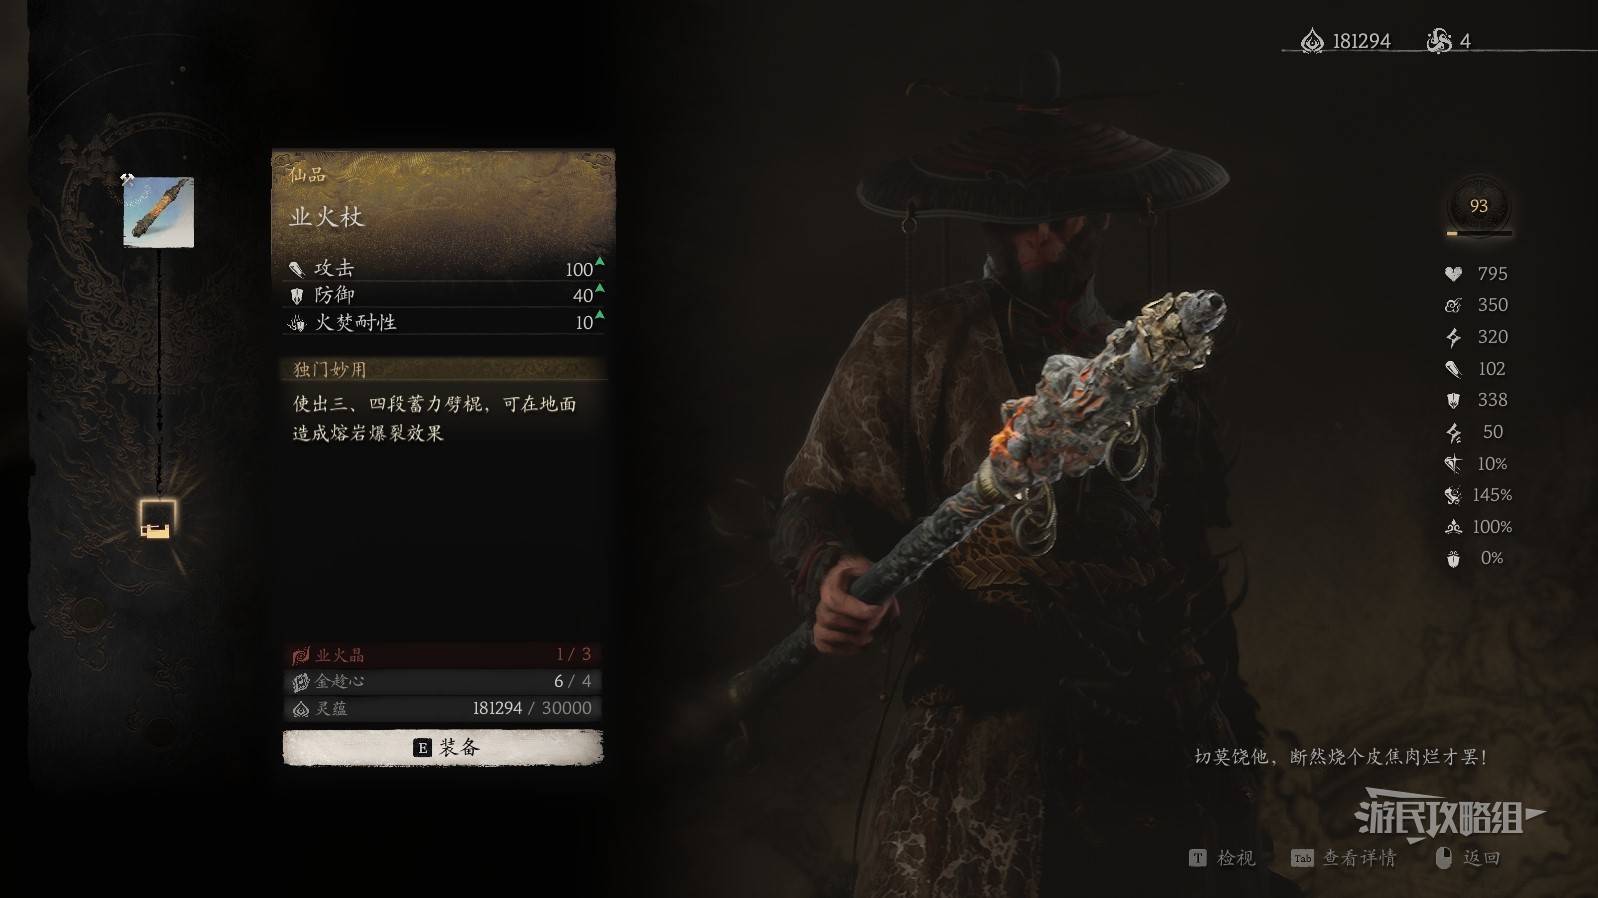 181294 4
仙品
业火杖
攻击 100
防御 40
火焚耐性 10
独门妙用
使出三、四段蓄力劈棍，可在地面
造成熔岩爆裂效果
业火晶 1 / 3
金趁心 6 / 4
灵蕴 181294 / 30000
E 装备
93
795
350
320
102
338
50
10%
145%
100%
0%
切莫饶他，断然烧个皮焦肉烂才罢！
游民攻略组
T 检视 Tab 查看详情 返回